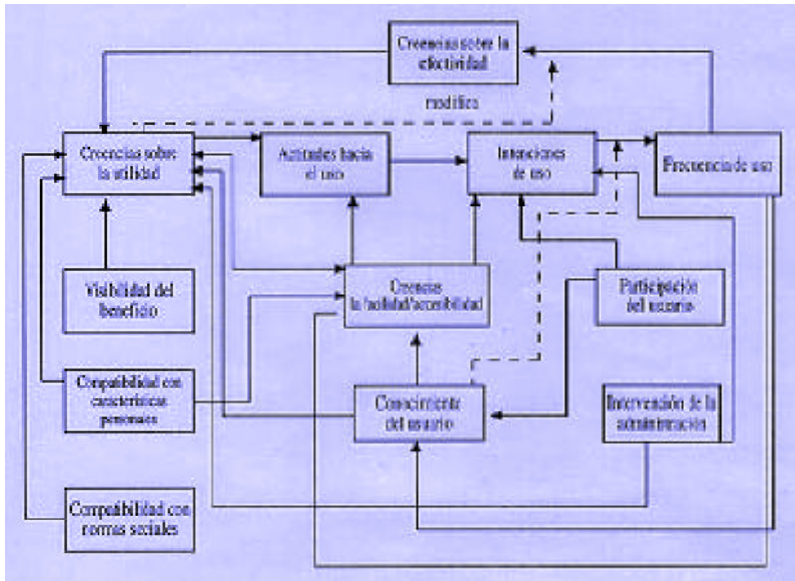 Creencias sobre la
efectividad
modifica
Creencias sobre
la utilidad
Actitudes hacia
el uso
Intenciones
de uso
Frecuencia de uso
Visibilidad del
beneficio
Creencias
la facilidad/accesibilidad
Participación
del usuario
Compatibilidad con
características
personales
Conocimiento
del usuario
Intervención de la
administración
Compatibilidad con
normas sociales